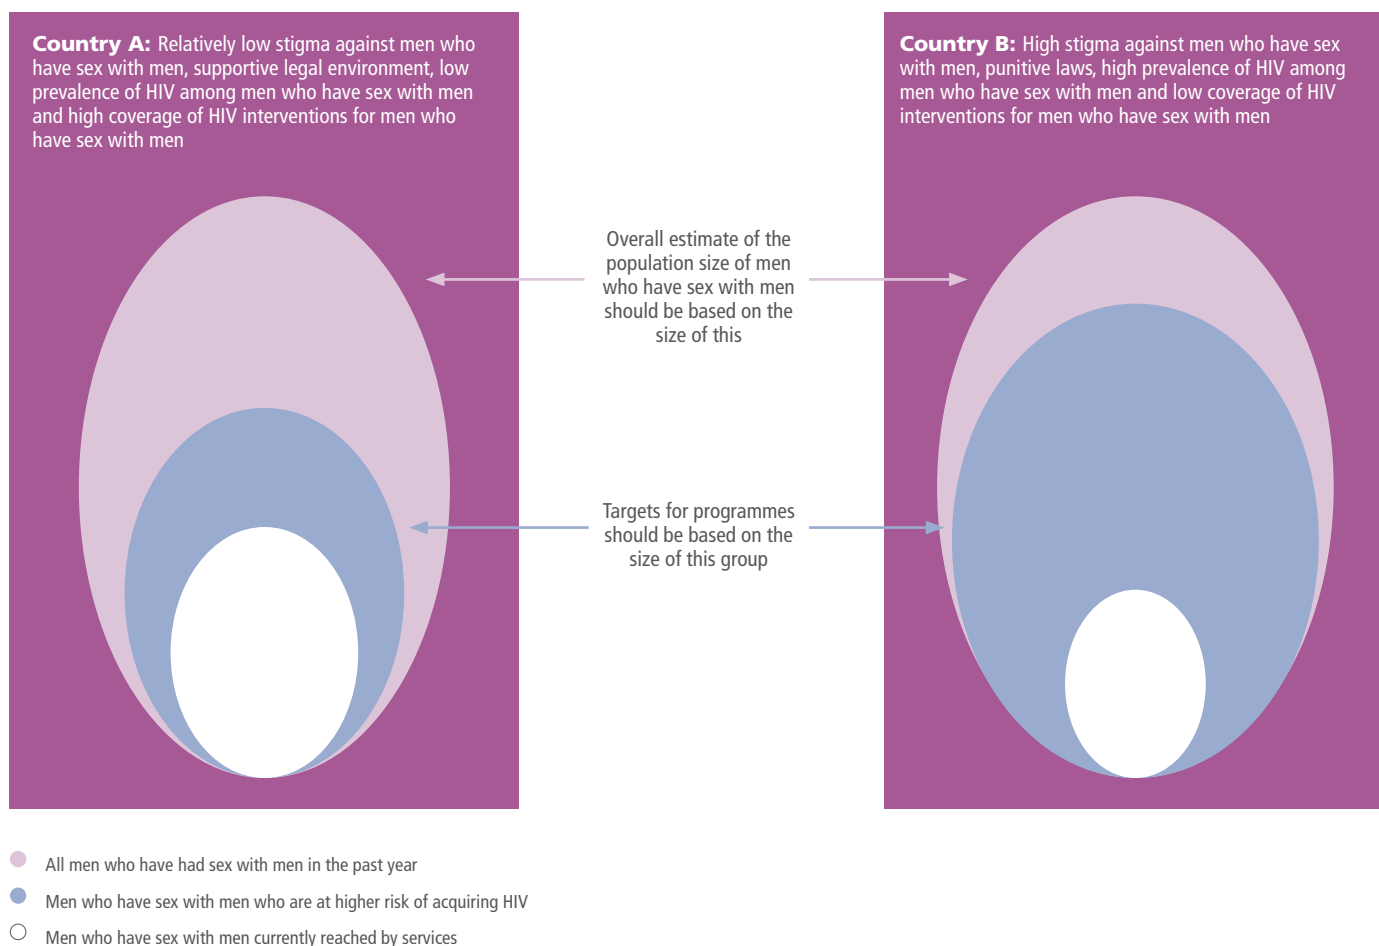 Country A: Relatively low stigma against men who
have sex with men, supportive legal environment, low
prevalence of HIV among men who have sex with men
and high coverage of HIV interventions for men who
have sex with men
Country B: High stigma against men who have sex
with men, punitive laws, high prevalence of HIV among
men who have sex with men and low coverage of HIV
interventions for men who have sex with men
Overall estimate of the
population size of men
who have sex with men
should be based on the
size of this
Targets for programmes
should be based on the
size of this group
All men who have had sex with men in the past year
Men who have sex with men who are at higher risk of acquiring HIV
Men who have sex with men currently reached by services